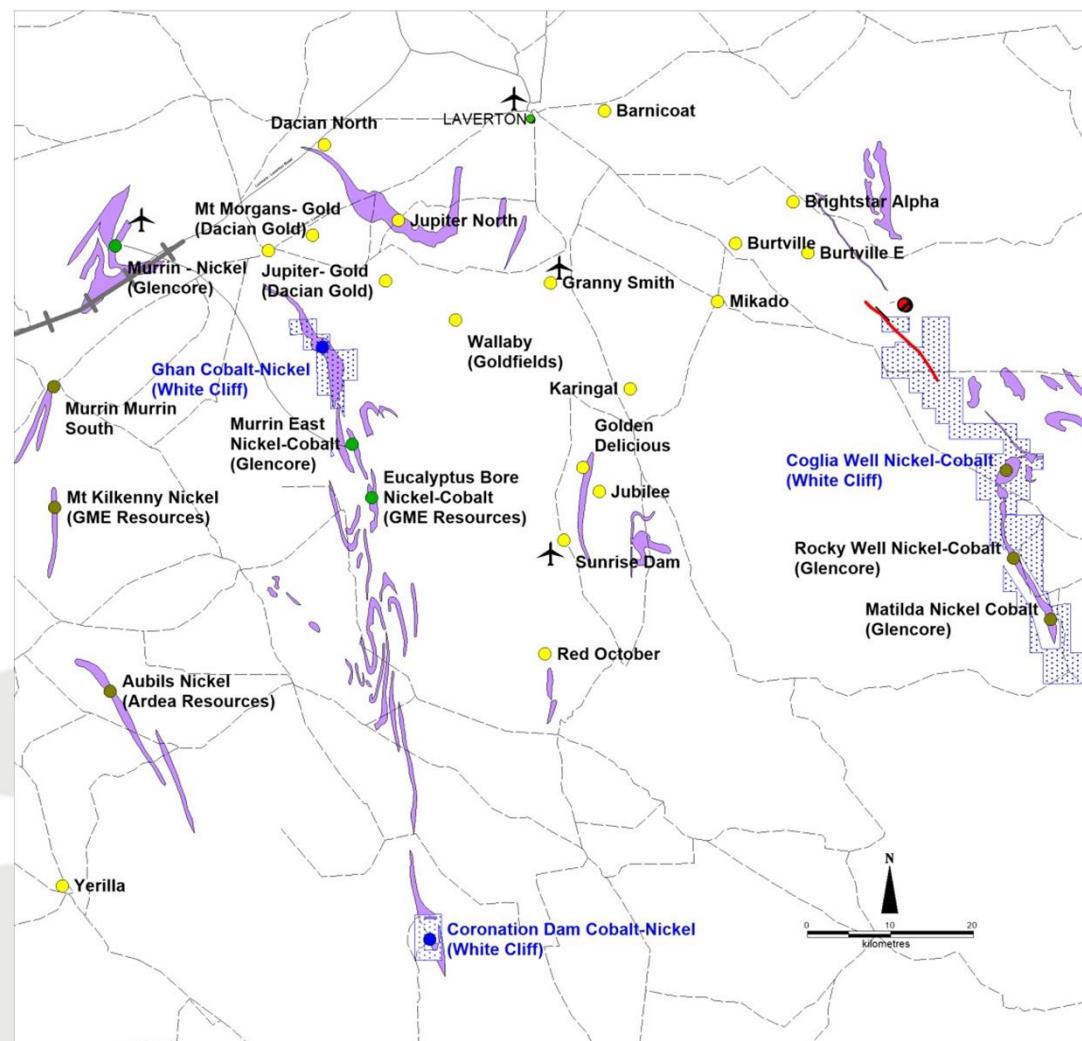 Barnicoat
LAVERTON
Dacian North
Brightstar Alpha
Mt Morgans- Gold
(Dacian Gold)
Jupiter North
Burtville
Burtville E
Murrin - Nickel
(Glencore)
Jupiter- Gold
(Dacian Gold)
Granny Smith
Mikado
Wallaby
(Goldfields)
Ghan Cobalt-Nickel
(White Cliff)
Karingal
Murrin Murrin
South
Murrin East
Nickel-Cobalt
(Glencore)
Golden
Delicious
Coglia Well Nickel-Cobalt
(White Cliff)
Eucalyptus Bore
Nickel-Cobalt
(GME Resources)
Jubilee
Mt Kilkenny Nickel
(GME Resources)
Sunrise Dam
Rocky Well Nickel-Cobalt
(Glencore)
Matilda Nickel Cobalt
(Glencore)
Red October
Aubils Nickel
(Ardea Resources)
N
Yerilla
0 10 20
kilometres
Coronation Dam Cobalt-Nickel
(White Cliff)